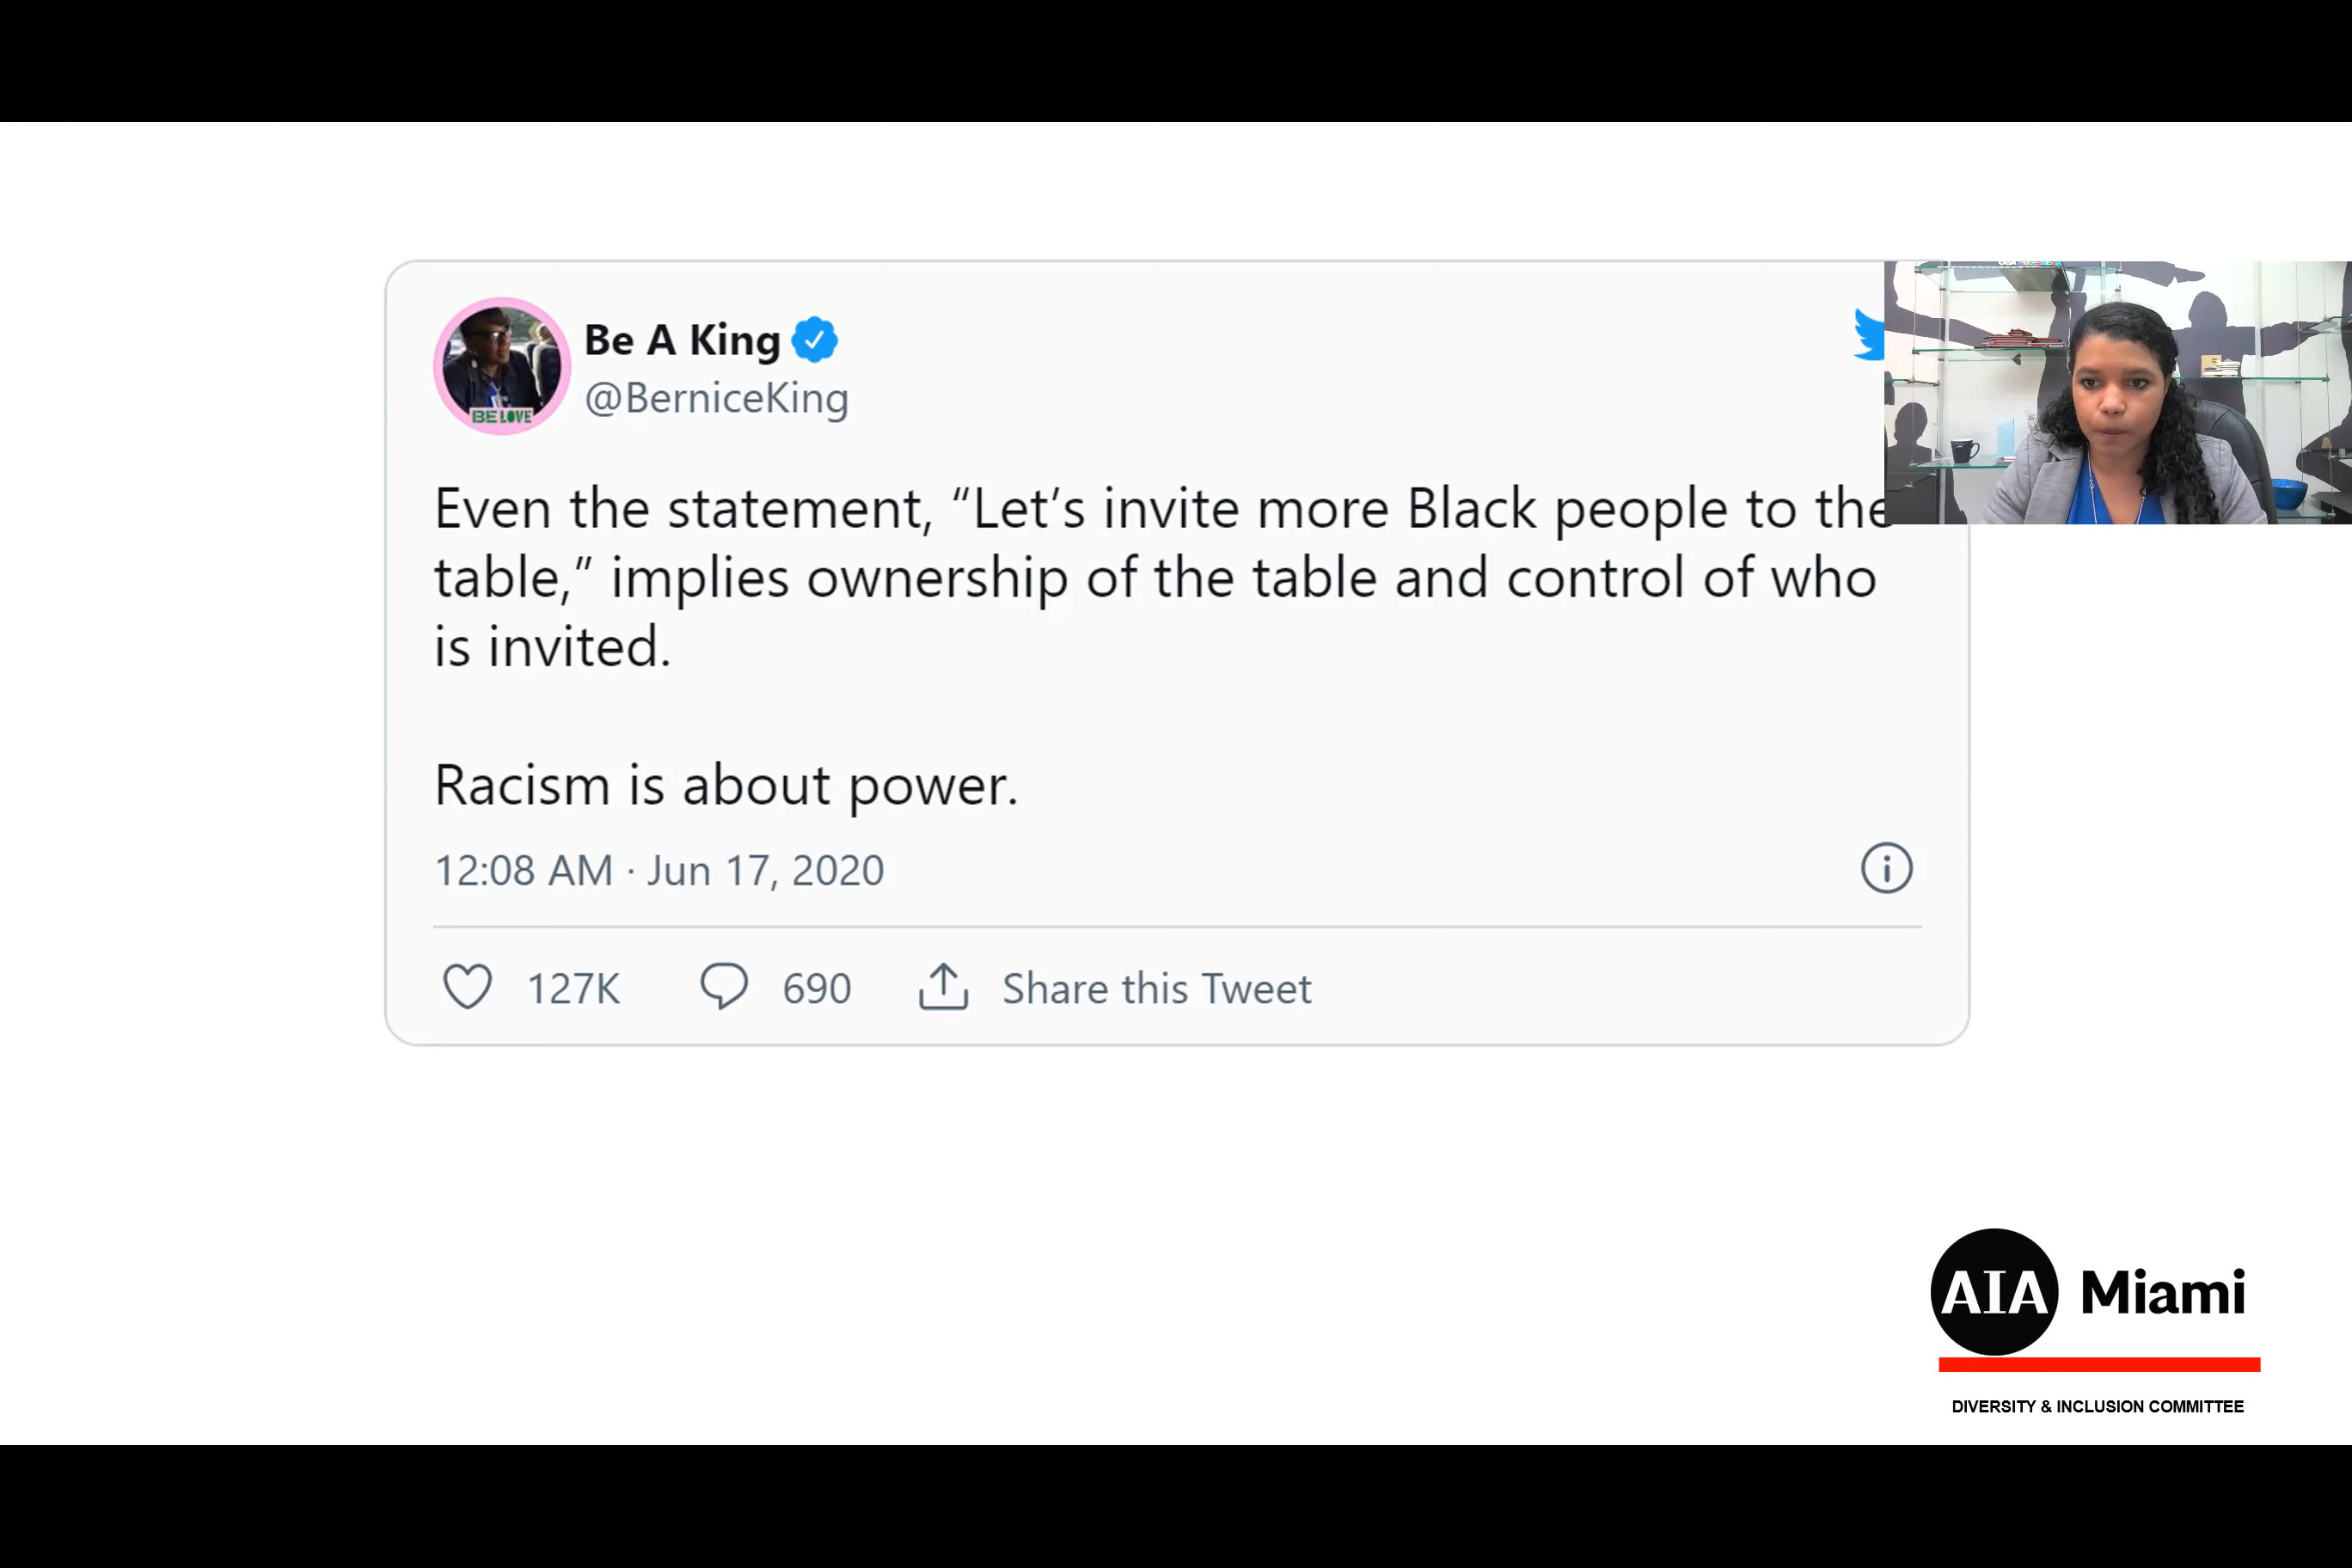 Be A King
@BerniceKing
BE LOVE
Even the statement, “Let’s invite more Black people to the
table,” implies ownership of the table and control of who
is invited.
Racism is about power.
12:08 AM · Jun 17, 2020
127K 690 Share this Tweet
AIA Miami
DIVERSITY & INCLUSION COMMITTEE